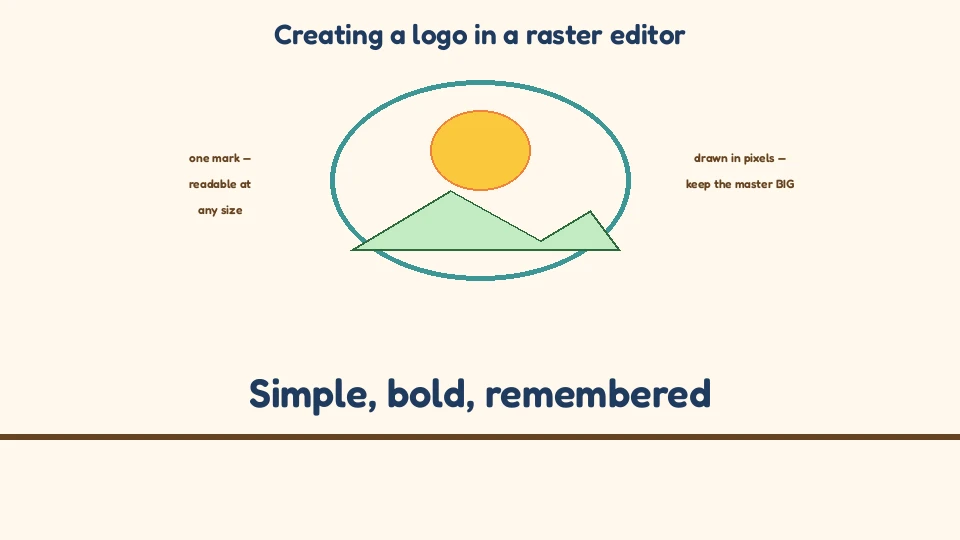 Creating a logo in a raster editor
one mark —
readable at
any size
drawn in pixels —
keep the master BIG
Simple, bold, remembered